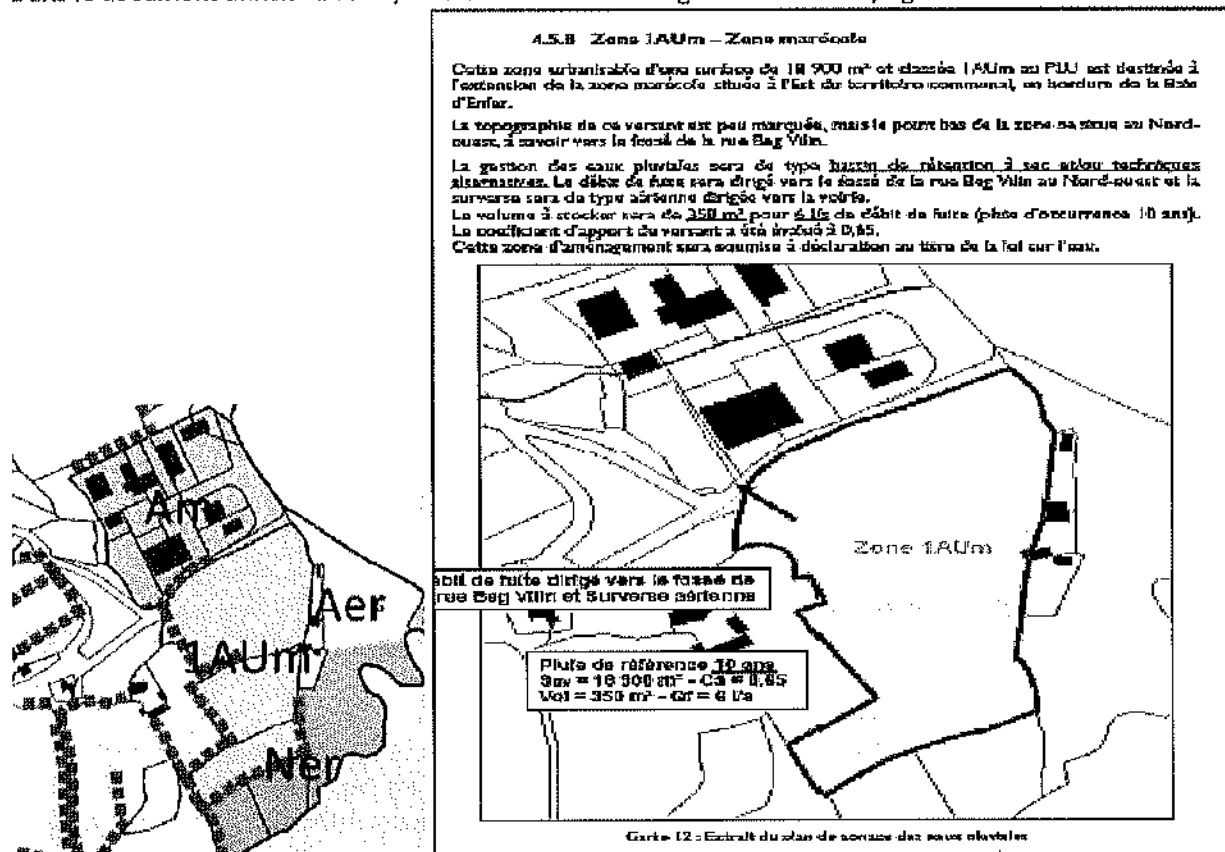 4.5.8 Zone 1AUm – Zone marécole
Cette zone urbanisable d'une surface de 18 900 m² et classée 1AUm au PLU est destinée à
l'extension de la zone marécole située à l'Est du territoire communal, en bordure de la Baie
d'Enfer.
La topographie de ce versant est peu marquée, mais le point bas de la zone se situe au Nord-
ouest, à savoir vers le fossé de la rue Beg Vilin.
La gestion des eaux pluviales sera de type bassin de rétention à sec et/ou techniques
alternatives. Le débit de fuite sera dirigé vers le fossé de la rue Beg Vilin au Nord-ouest et la
surverse sera de type aérienne dirigée vers la voirie.
Le volume à stocker sera de 350 m³ pour 6 l/s de débit de fuite (pluie d'occurrence 10 ans).
Le coefficient d'apport du versant a été évalué à 0,65.
Cette zone d'aménagement sera soumise à déclaration au titre de la loi sur l'eau.
Zone 1AUm
ébit de fuite dirigé vers le fossé de
rue Beg Vilin et Surverse aérienne
Pluie de référence 10 ans
= 18 900 m² – Ca = 0,65
Vol = 350 m³ – Qf = 6 l/s
Carte 12 : Extrait du plan de zonage des eaux pluviales
Am
Aer
1AUm
Ner